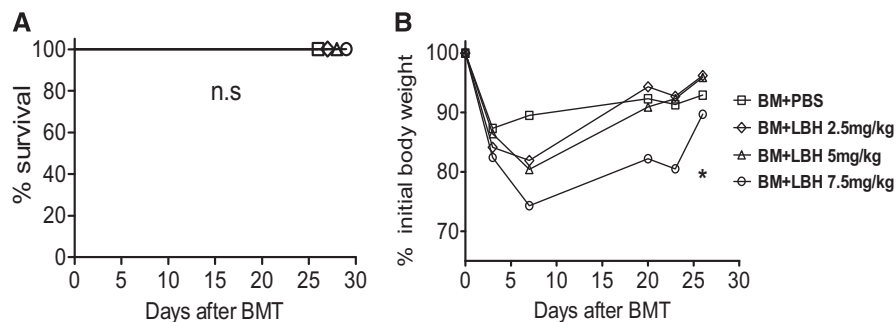 A
100
80
60
40
20
0
% survival
n.s
0 5 10 15 20 25 30
Days after BMT
B
100
90
80
70
% initial body weight
*
0 5 10 15 20 25 30
Days after BMT
BM+PBS
BM+LBH 2.5mg/kg
BM+LBH 5mg/kg
BM+LBH 7.5mg/kg